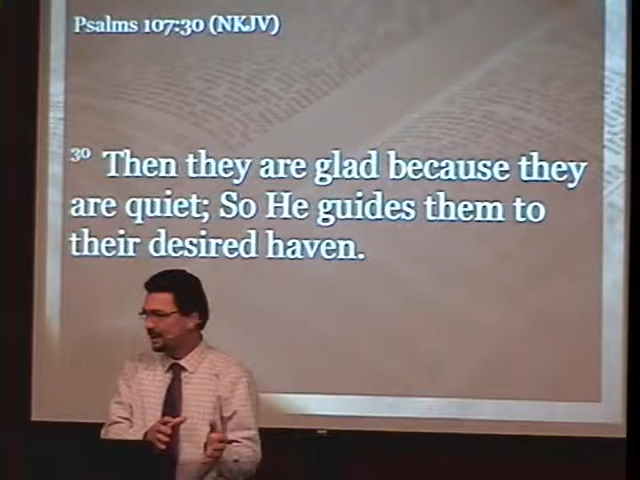 Psalms 107:30 (NKJV)
30 Then they are glad because they
are quiet; So He guides them to
their desired haven.